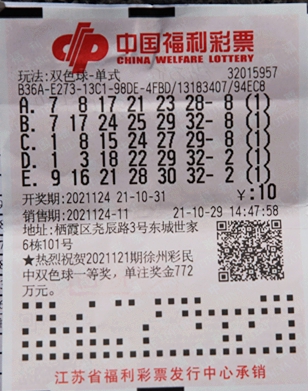 中国福利彩票
CHINA WELFARE LOTTERY
玩法:双色球-单式 32015957
B36A-E273-13C1-98DE-4FBD/13183407/94EC8
A. 7 8 17 21 23 28- 8 (1)
B. 7 17 24 25 29 32- 2 (1)
C. 1 8 15 24 27 29- 8 (1)
D. 1 3 18 22 29 32- 2 (1)
E. 9 16 21 28 30 32- 2 (1)
开奖期:2021124 21-10-31 ¥:10
销售期:2021124-11 21-10-29 14:47:58
地址:栖霞区尧辰路3号东城世家
6栋101号
★热烈祝贺2021121期徐州彩民
中双色球一等奖,单注奖金772
万元。
江苏省福利彩票发行中心承销